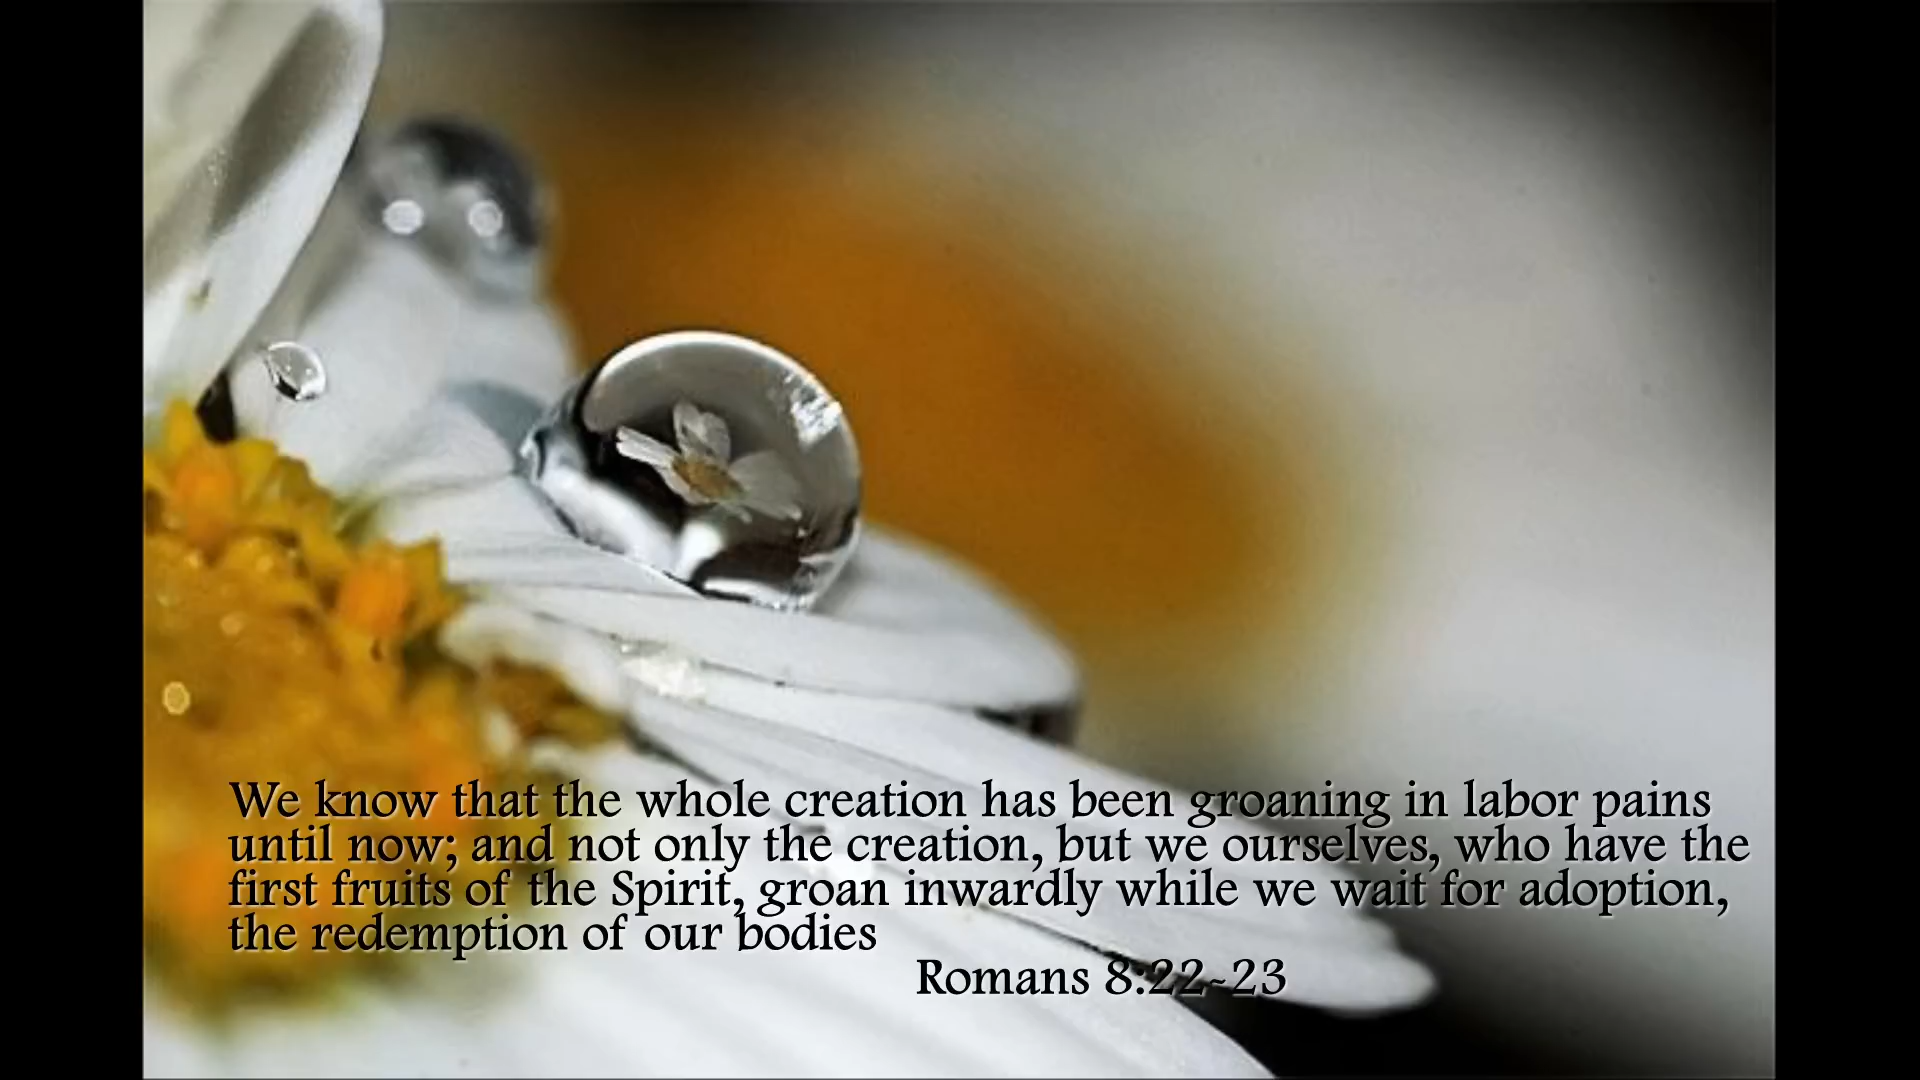 We know that the whole creation has been groaning in labor pains
until now; and not only the creation, but we ourselves, who have the
first fruits of the Spirit, groan inwardly while we wait for adoption,
the redemption of our bodies
Romans 8:22-23